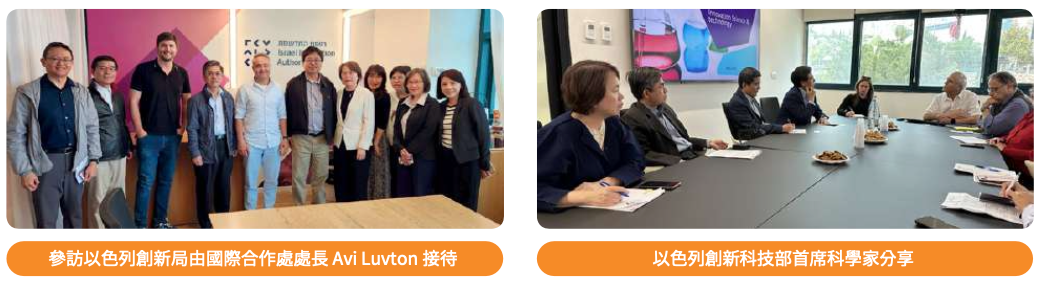 Israel Innovation
Author
Innovation Science &
technology
參訪以色列創新局由國際合作處處長 Avi Luvton 接待
以色列創新科技部首席科學家分享